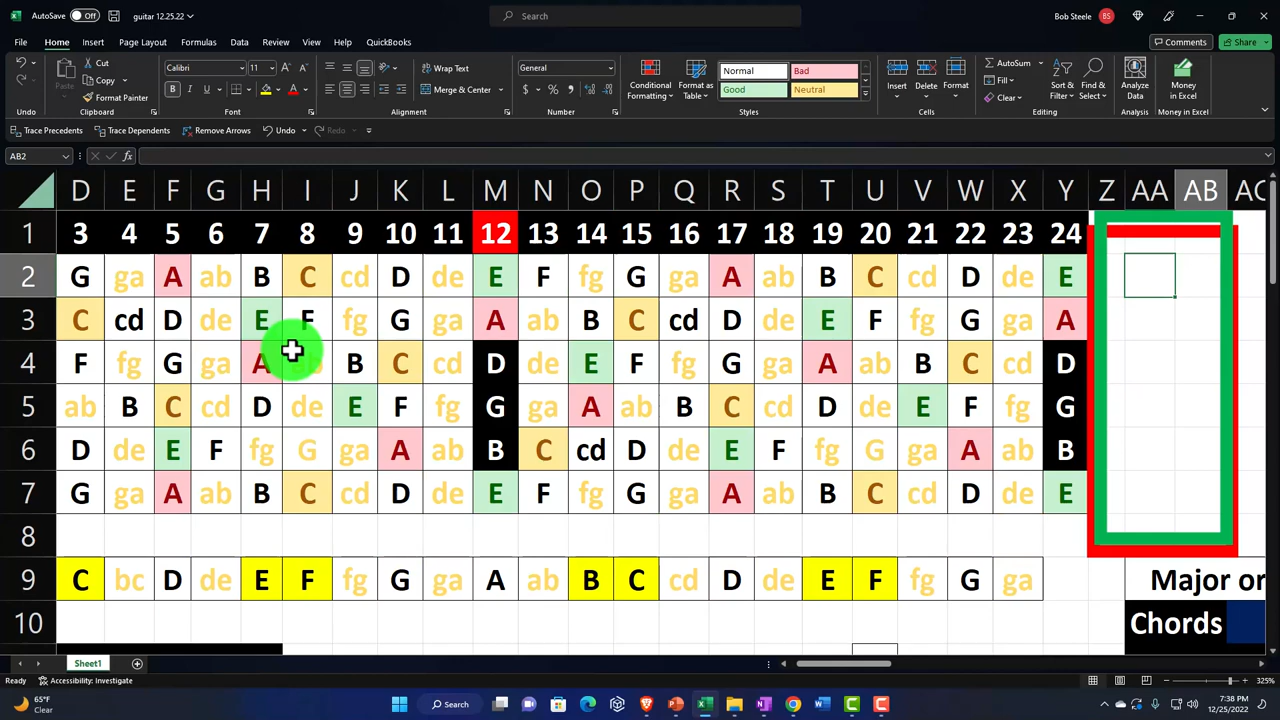 AutoSave Off guitar 12.25.22 Search Bob Steele BS
File Home Insert Page Layout Formulas Data Review View Help QuickBooks Comments Share
Cut Calibri 11 Wrap Text General Normal Bad AutoSum
Paste Copy Conditional Format as Insert Delete Format Fill Sort & Find & Analyze Money
Format Painter B I U A Merge & Center $ % Good Neutral Formatting Table Clear Filter Select Data in Excel
Undo Clipboard Font Alignment Number Styles Cells Editing Analysis Money in Excel
Trace Precedents Trace Dependents Remove Arrows Undo Redo
AB2 fx
D E F G H I J K L M N O P Q R S T U V W X Y Z AA AB AC
1 3 4 5 6 7 8 9 10 11 12 13 14 15 16 17 18 19 20 21 22 23 24
2 G ga A ab B C cd D de E F fg G ga A ab B C cd D de E
3 C cd D de E F fg G ga A ab B C cd D de E F fg G ga A
4 F fg G ga A ab B C cd D de E F fg G ga A ab B C cd D
5 ab B C cd D de E F fg G ga A ab B C cd D de E F fg G
6 D de E F fg G ga A ab B C cd D de E F fg G ga A ab B
7 G ga A ab B C cd D de E F fg G ga A ab B C cd D de E
8
9 C bc D de E F fg G ga A ab B C cd D de E F fg G ga Major or
10 Chords
Sheet1
Ready Accessibility: Investigate 325%
65°F
Clear
Search
7:38 PM
12/25/2022